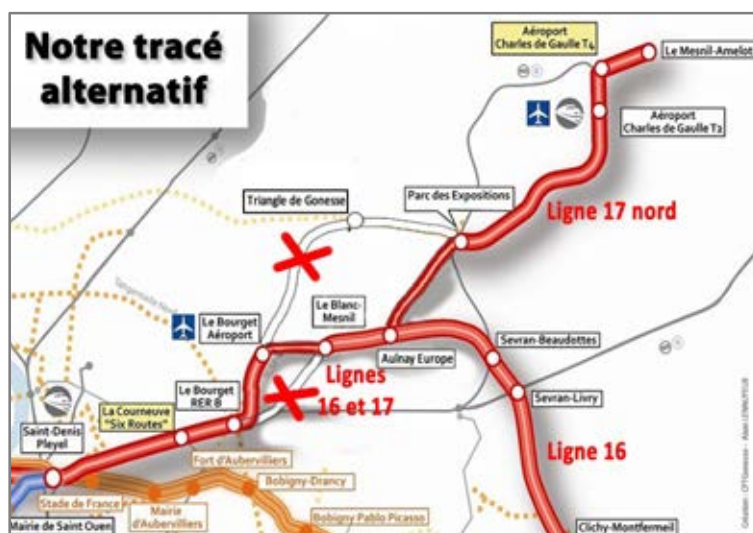 Notre tracé
alternatif
Aéroport
Charles de Gaulle T4
Le Mesnil-Amelot
Aéroport
Charles de Gaulle T2
Triangle de Gonesse
Parc des Expositions
Ligne 17 nord
Tangentielle Nord
Le Bourget
Aéroport
Le Blanc-
Mesnil
Aulnay Europe
Sevran-Beaudottes
Le Bourget
RER B
Lignes
16 et 17
Sevran-Livry
La Courneuve
"Six Routes"
Saint-Denis
Pleyel
Ligne 16
Fort d'Aubervilliers
Stade de France
Bobigny-Drancy
Mairie
d'Aubervilliers
Bobigny Pablo Picasso
Mairie de Saint Ouen
Clichy-Montfermeil